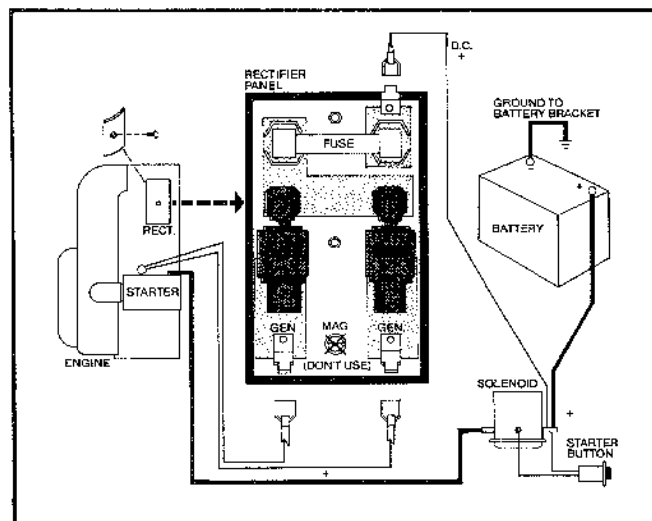 D.C.
+
RECTIFIER
PANEL
GROUND TO
BATTERY BRACKET
FUSE
+
BATTERY
RECT.
STARTER
ENGINE
GEN
MAG
GEN
(DON'T USE)
SOLENOID
+
STARTER
BUTTON
+